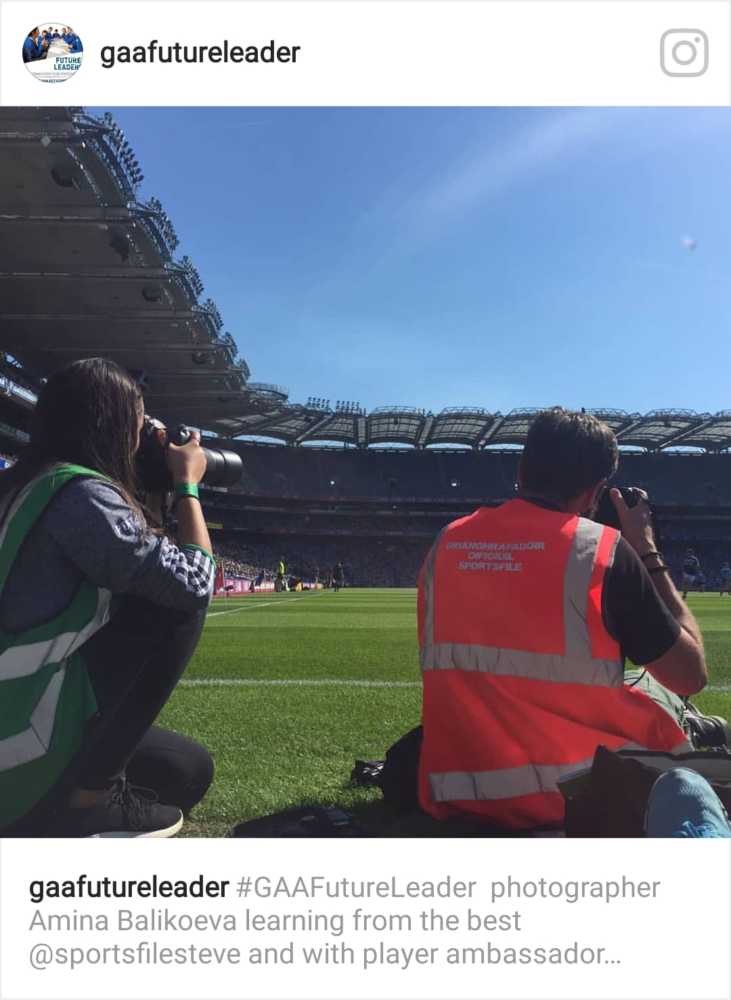 FUTURE
LEADER
gaafutureleader
GRIANGHRAFADÓIR
OIFIGIÚIL
SPORTSFILE
gaafutureleader #GAAFutureLeader photographer
Amina Balikoeva learning from the best
@sportsfilesteve and with player ambassador...